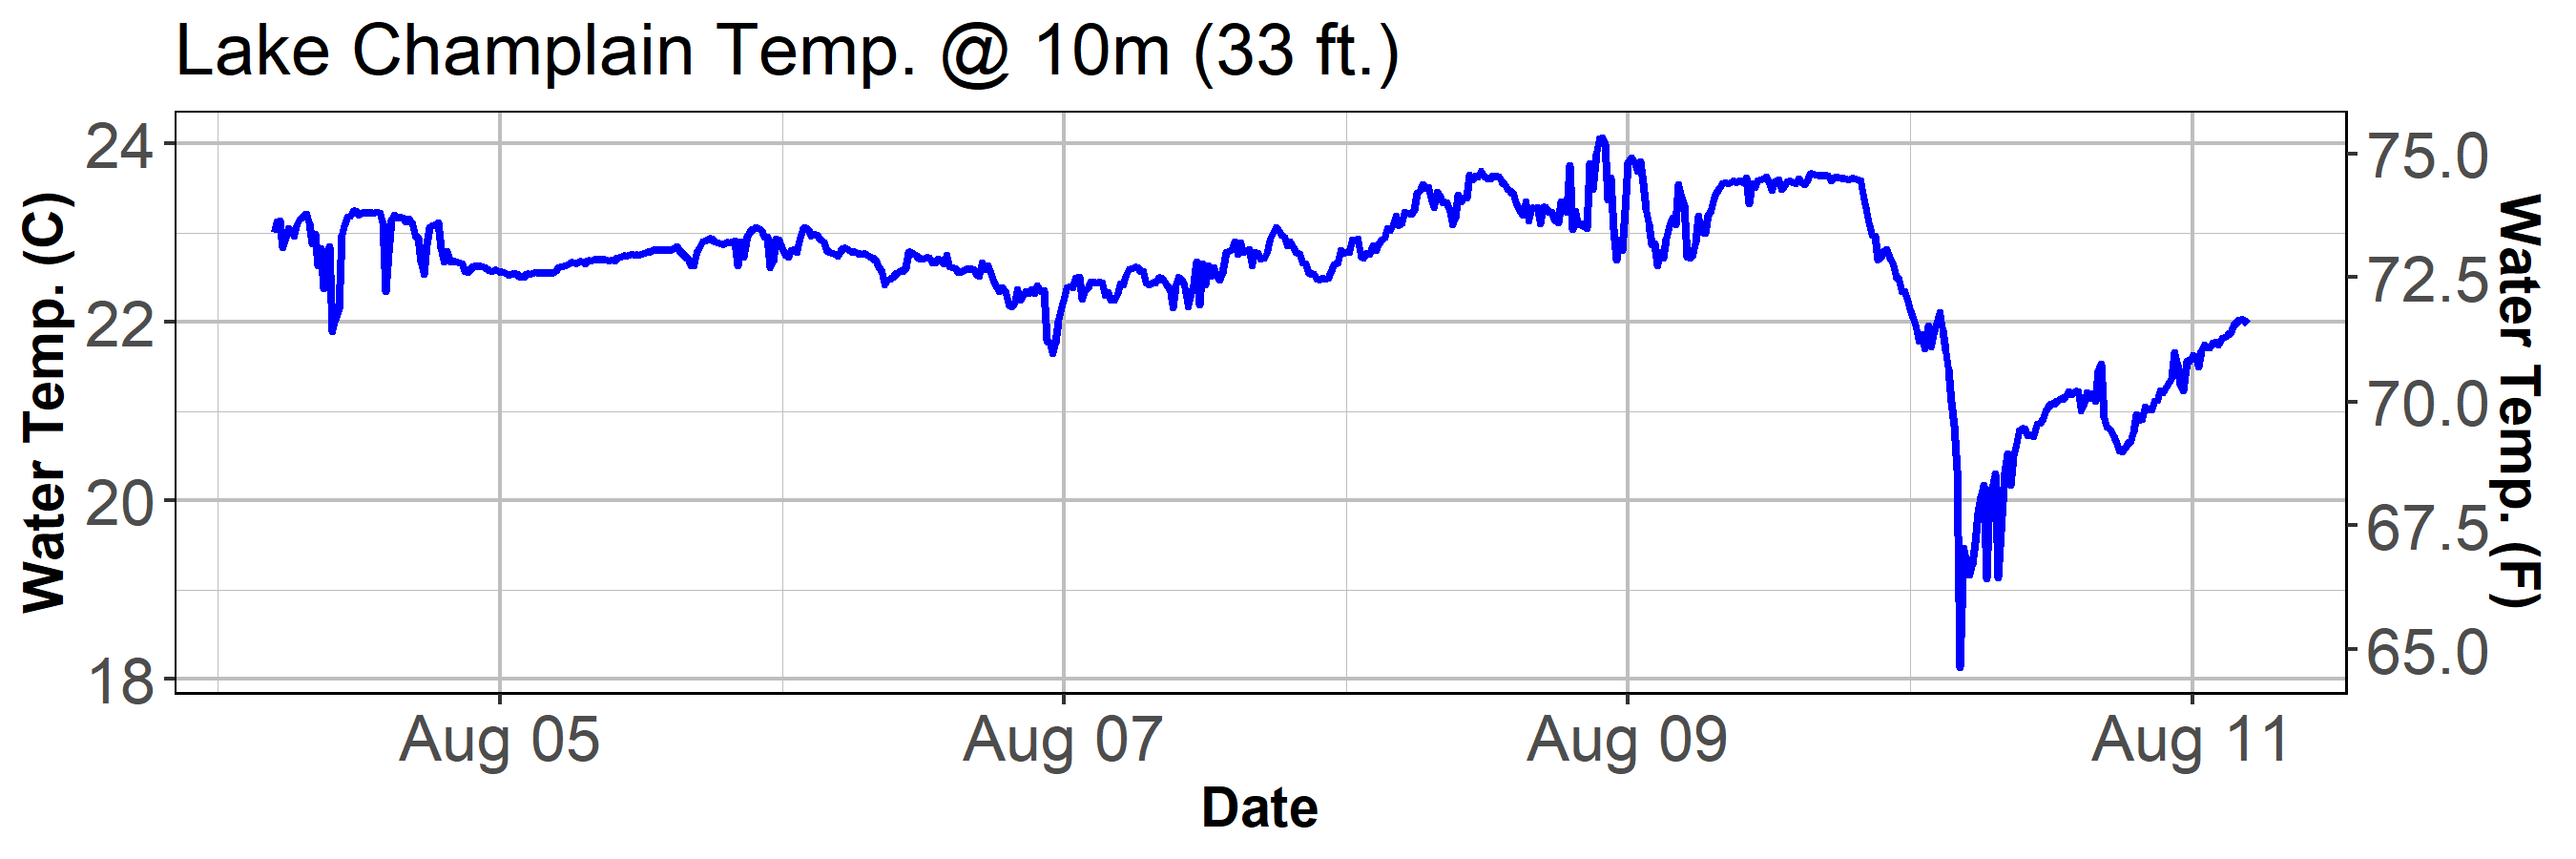 Lake Champlain Temp. @ 10m (33 ft.)
Water Temp. (C)
24
22
20
18
75.0
72.5
70.0
67.5
65.0
Water Temp. (F)
Aug 05 Aug 07 Aug 09 Aug 11
Date